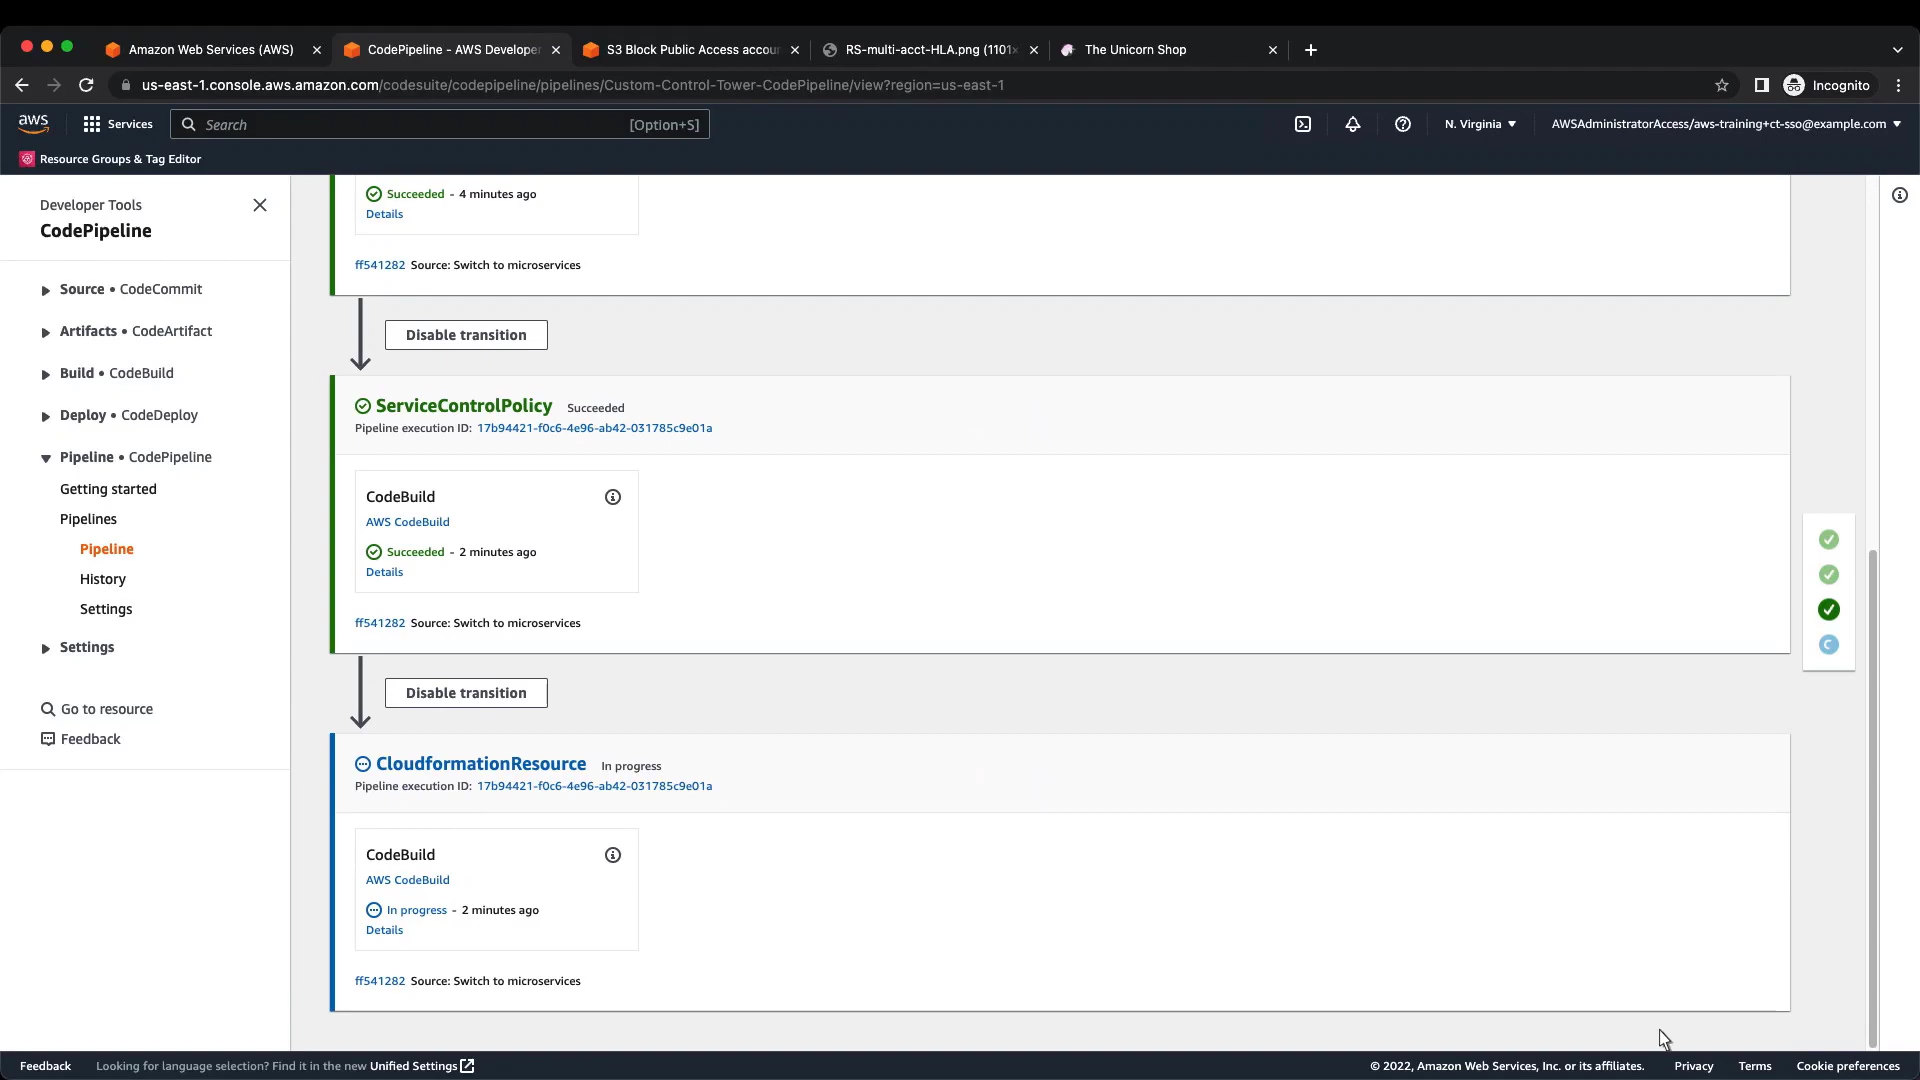 Amazon Web Services (AWS)
CodePipeline - AWS Developer
S3 Block Public Access accou
RS-multi-acct-HLA.png (1101×
The Unicorn Shop
us-east-1.console.aws.amazon.com/codesuite/codepipeline/pipelines/Custom-Control-Tower-CodePipeline/view?region=us-east-1
Incognito
aws
Services
Search
[Option+S]
N. Virginia
AWSAdministratorAccess/aws-training+ct-sso@example.com
Resource Groups & Tag Editor
Developer Tools
CodePipeline
Source • CodeCommit
Artifacts • CodeArtifact
Build • CodeBuild
Deploy • CodeDeploy
Pipeline • CodePipeline
Getting started
Pipelines
Pipeline
History
Settings
Settings
Go to resource
Feedback
Succeeded - 4 minutes ago
Details
ff541282 Source: Switch to microservices
Disable transition
ServiceControlPolicy Succeeded
Pipeline execution ID: 17b94421-f0c6-4e96-ab42-031785c9e01a
CodeBuild
AWS CodeBuild
Succeeded - 2 minutes ago
Details
ff541282 Source: Switch to microservices
Disable transition
CloudformationResource In progress
Pipeline execution ID: 17b94421-f0c6-4e96-ab42-031785c9e01a
CodeBuild
AWS CodeBuild
In progress - 2 minutes ago
Details
ff541282 Source: Switch to microservices
Feedback
Looking for language selection? Find it in the new Unified Settings
© 2022, Amazon Web Services, Inc. or its affiliates.
Privacy
Terms
Cookie preferences